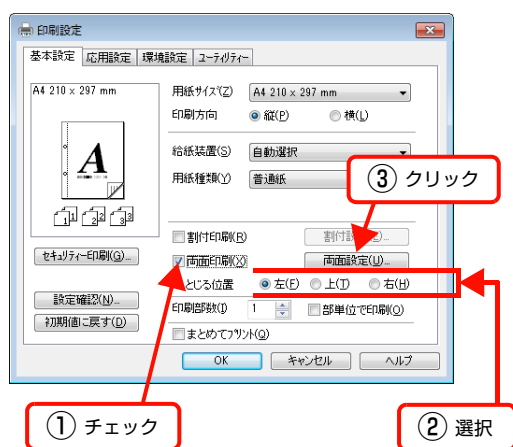 印刷設定
基本設定 応用設定 環境設定 ユーティリティー
A4 210 x 297 mm
用紙サイズ(Z) A4 210 x 297 mm
印刷方向 縦(P) 横(L)
給紙装置(S) 自動選択
用紙種類(Y) 普通紙
③ クリック
A
1 1 2 2 3 3
割付印刷(R)
セキュリティー印刷(G)...
両面印刷(X) 両面設定(U)...
とじる位置 左(F) 上(T) 右(H)
設定確認(N)...
印刷部数(I) 1 部単位で印刷(O)
初期値に戻す(D)
まとめてプリント(Q)
OK キャンセル ヘルプ
① チェック
② 選択